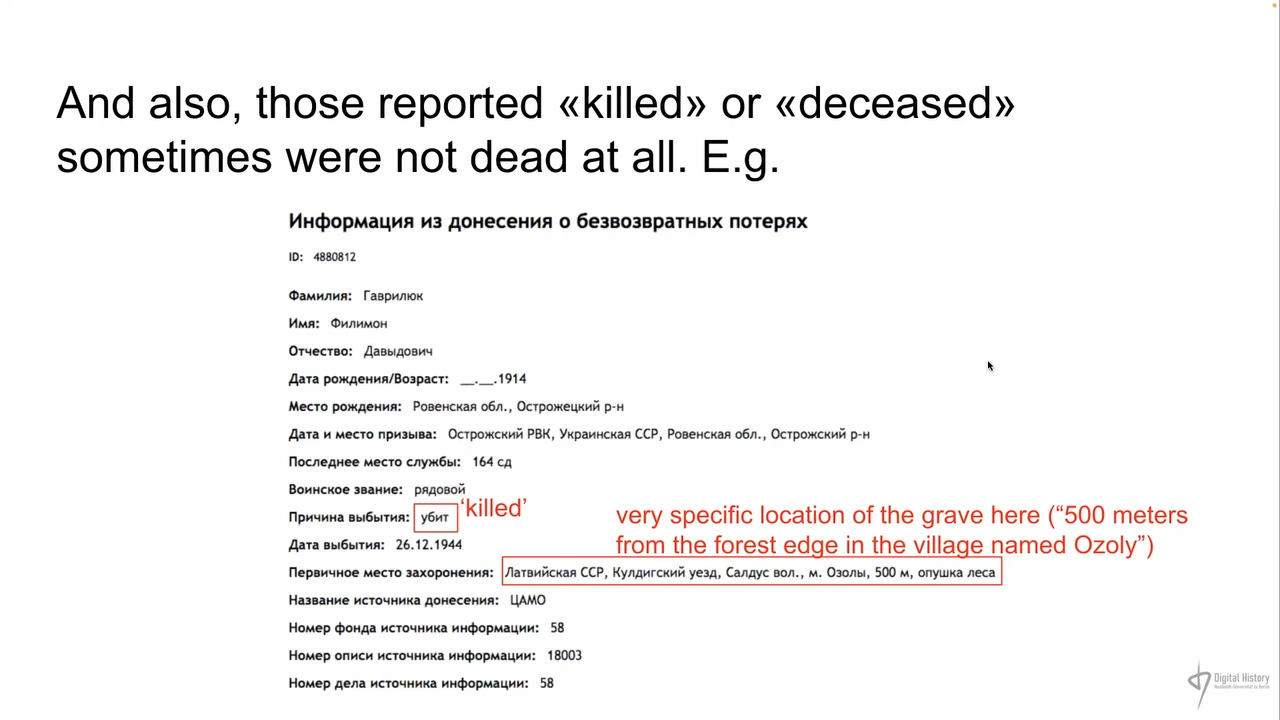 And also, those reported «killed» or «deceased»
sometimes were not dead at all. E.g.
Информация из донесения о безвозвратных потерях
ID: 4880812
Фамилия: Гаврилюк
Имя: Филимон
Отчество: Давыдович
Дата рождения/Возраст: __.__.1914
Место рождения: Ровенская обл., Острожецкий р-н
Дата и место призыва: Острожский РВК, Украинская ССР, Ровенская обл., Острожский р-н
Последнее место службы: 164 сд
Воинское звание: рядовой
Причина выбытия: убит 'killed'
very specific location of the grave here (“500 meters
from the forest edge in the village named Ozoly”)
Дата выбытия: 26.12.1944
Первичное место захоронения: Латвийская ССР, Кулдигский уезд, Салдус вол., м. Озолы, 500 м, опушка леса
Название источника донесения: ЦАМО
Номер фонда источника информации: 58
Номер описи источника информации: 18003
Номер дела источника информации: 58
Digital History
Humboldt-Universität zu Berlin